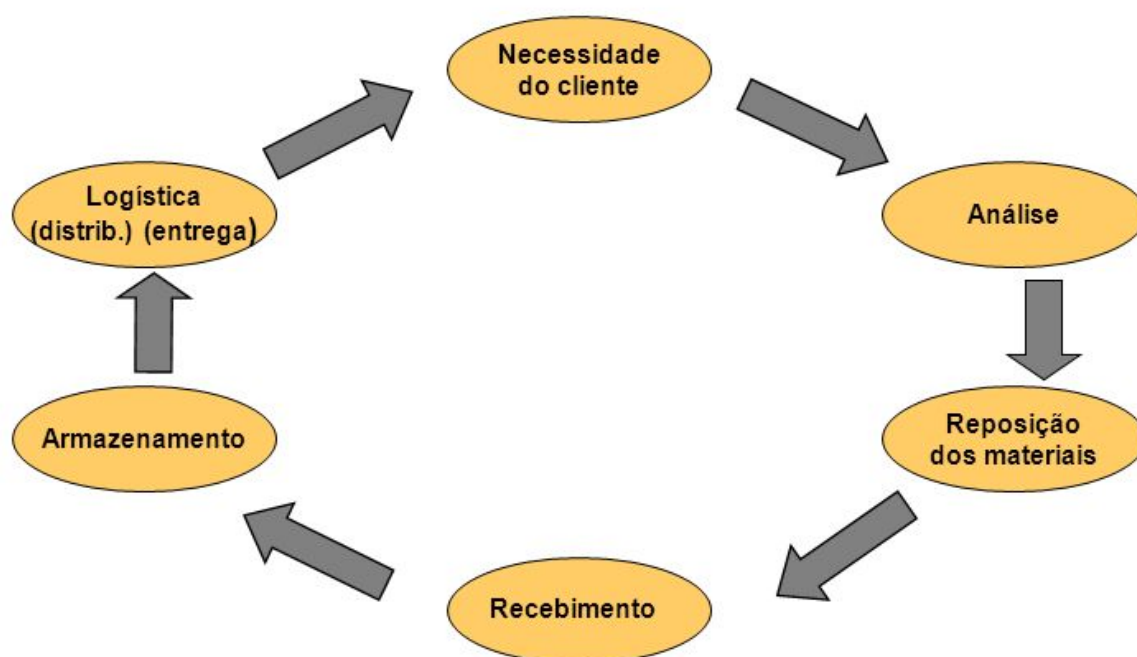 Necessidade
do cliente
Análise
Reposição
dos materiais
Recebimento
Armazenamento
Logística
(distrib.) (entrega)